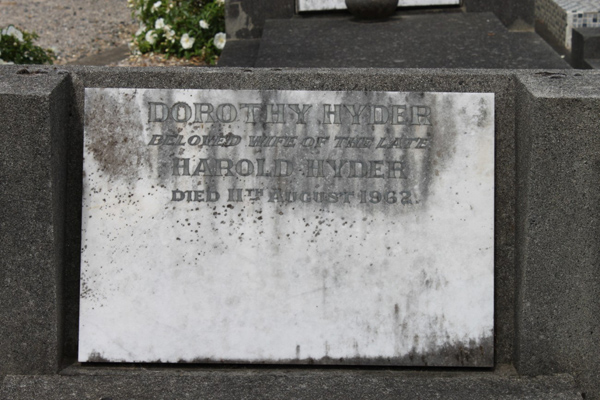 DOROTHY HYDER
BELOVED WIFE OF THE LATE
HAROLD HYDER
DIED 11TH AUGUST 1962.